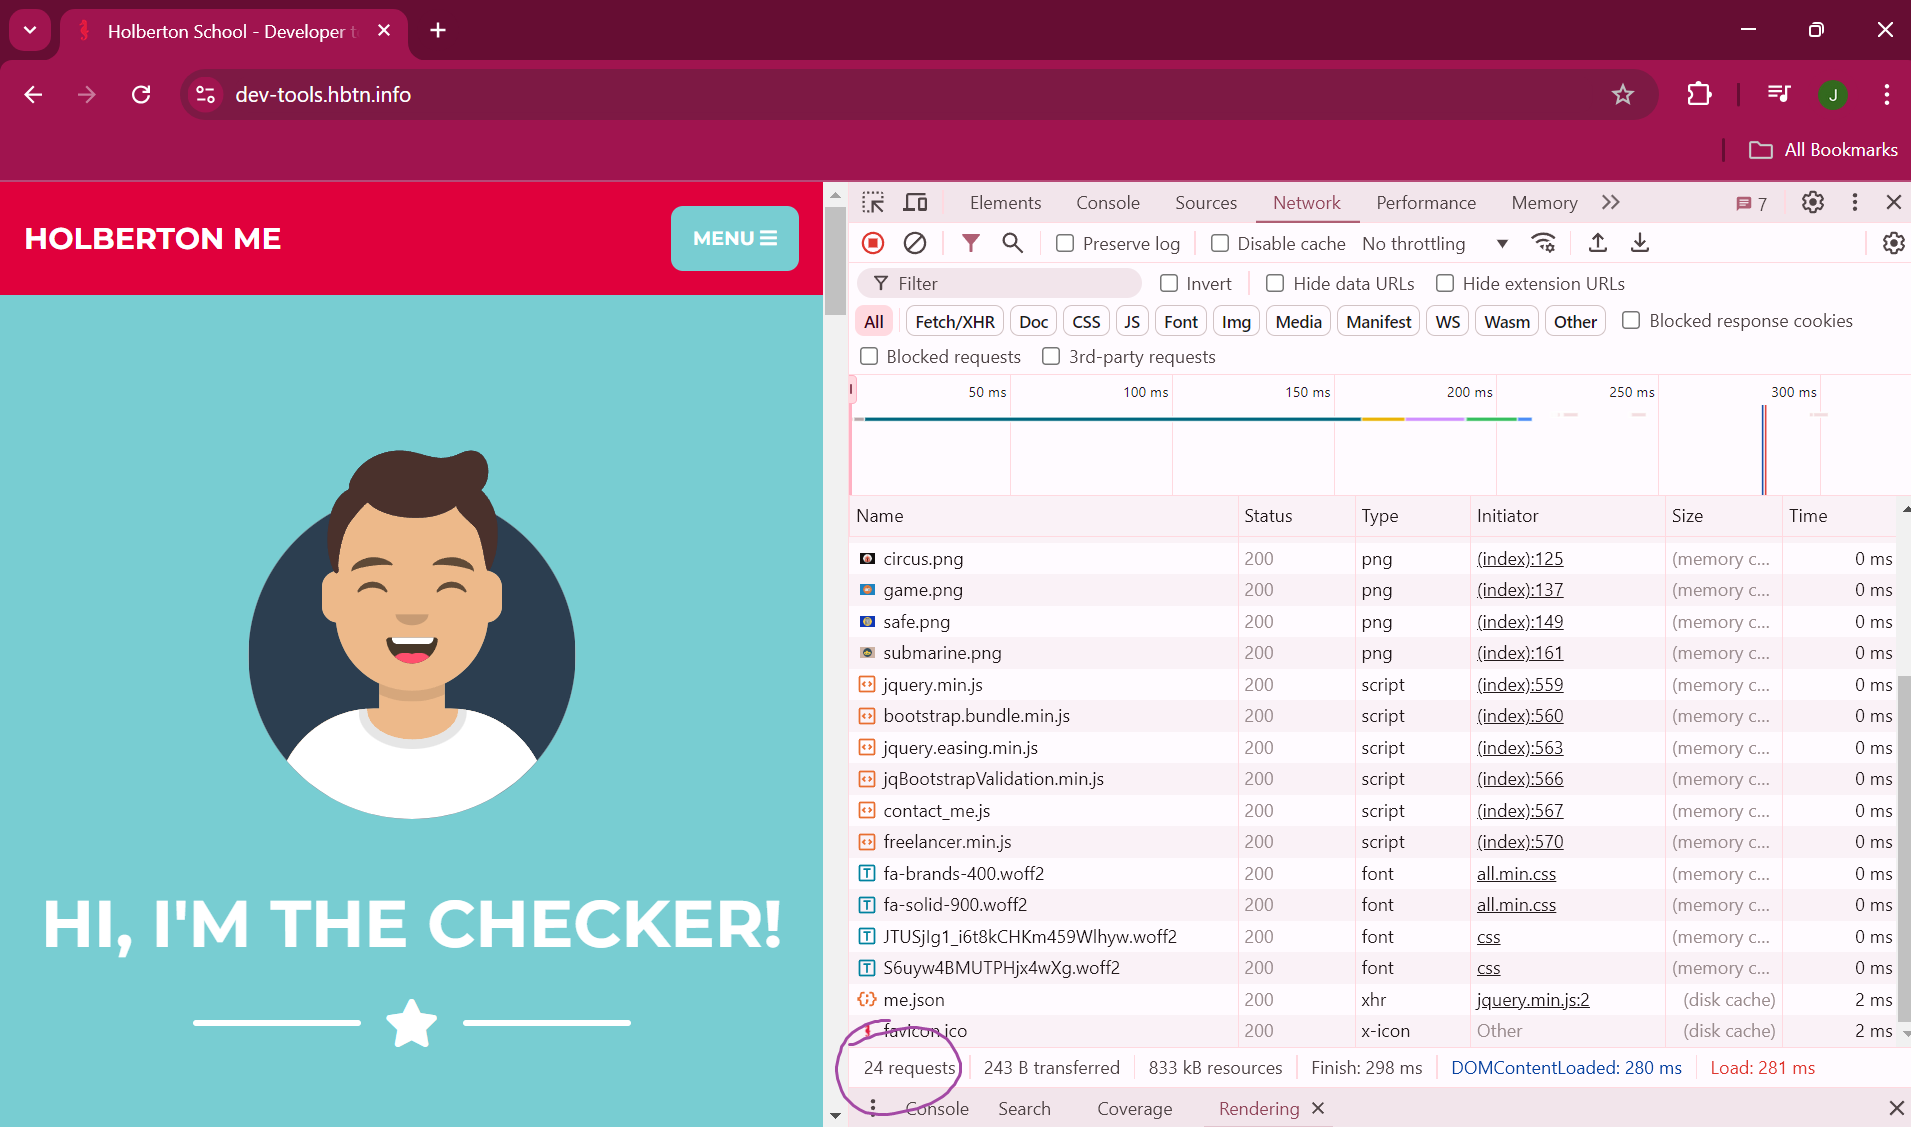 Holberton School - Developer t
dev-tools.hbtn.info
J
All Bookmarks
HOLBERTON ME
MENU
HI, I'M THE CHECKER!
Elements Console Sources Network Performance Memory 7
Preserve log Disable cache No throttling
Filter Invert Hide data URLs Hide extension URLs
All Fetch/XHR Doc CSS JS Font Img Media Manifest WS Wasm Other Blocked response cookies
Blocked requests 3rd-party requests
50 ms 100 ms 150 ms 200 ms 250 ms 300 ms
Name Status Type Initiator Size Time
circus.png 200 png (index):125 (memory c... 0 ms
game.png 200 png (index):137 (memory c... 0 ms
safe.png 200 png (index):149 (memory c... 0 ms
submarine.png 200 png (index):161 (memory c... 0 ms
jquery.min.js 200 script (index):559 (memory c... 0 ms
bootstrap.bundle.min.js 200 script (index):560 (memory c... 0 ms
jquery.easing.min.js 200 script (index):563 (memory c... 0 ms
jqBootstrapValidation.min.js 200 script (index):566 (memory c... 0 ms
contact_me.js 200 script (index):567 (memory c... 0 ms
freelancer.min.js 200 script (index):570 (memory c... 0 ms
fa-brands-400.woff2 200 font all.min.css (memory c... 0 ms
fa-solid-900.woff2 200 font all.min.css (memory c... 0 ms
JTUSjIg1_i6t8kCHKm459Wlhyw.woff2 200 font css (memory c... 0 ms
S6uyw4BMUTPHjx4wXg.woff2 200 font css (memory c... 0 ms
me.json 200 xhr jquery.min.js:2 (disk cache) 2 ms
favicon.ico 200 x-icon Other (disk cache) 2 ms
24 requests 243 B transferred 833 kB resources Finish: 298 ms DOMContentLoaded: 280 ms Load: 281 ms
Console Search Coverage Rendering